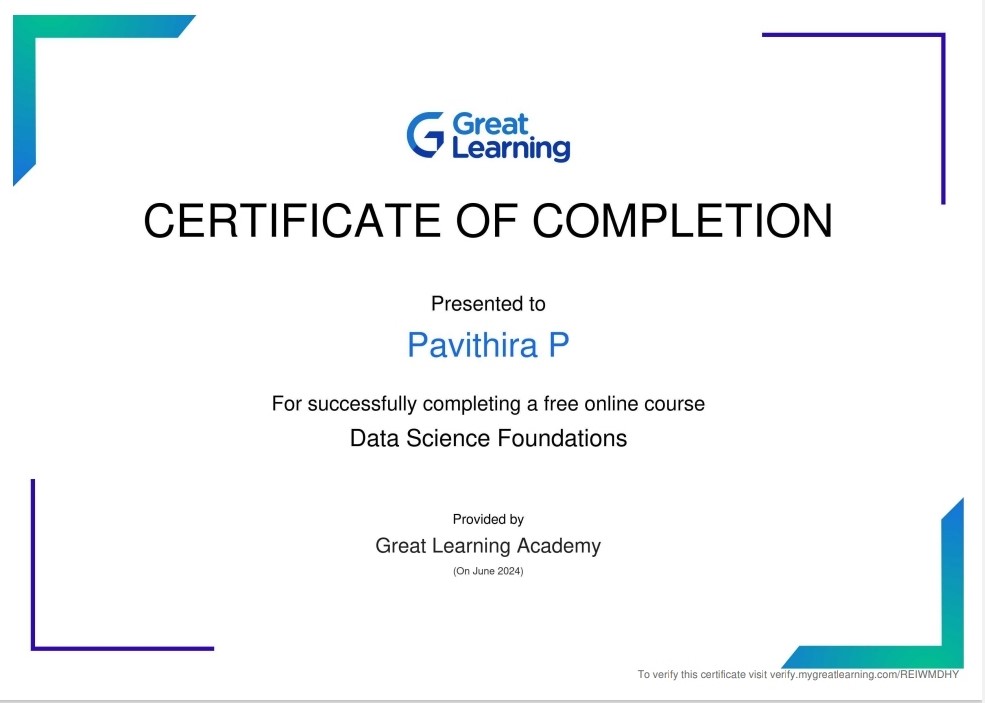 Great
Learning
CERTIFICATE OF COMPLETION
Presented to
Pavithira P
For successfully completing a free online course
Data Science Foundations
Provided by
Great Learning Academy
(On June 2024)
To verify this certificate visit verify.mygreatlearning.com/REIWMDHY